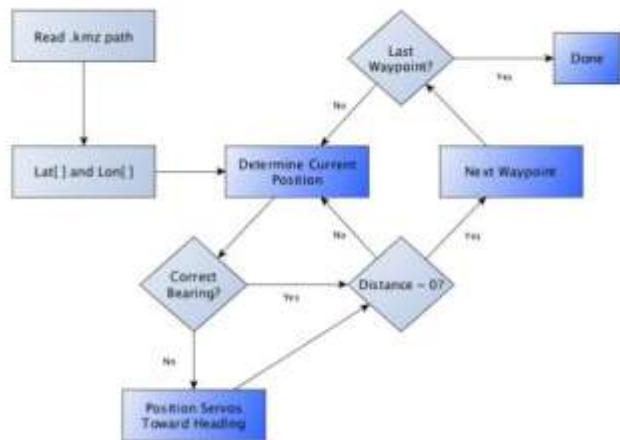 Read .kmz path
Last
Waypoint?
Yes
Done
No
Lat[ ] and Lon[ ]
Determine Current
Position
Next Waypoint
No
Yes
Correct
Bearing?
Yes
Distance = 0?
No
Position Servos
Toward Heading